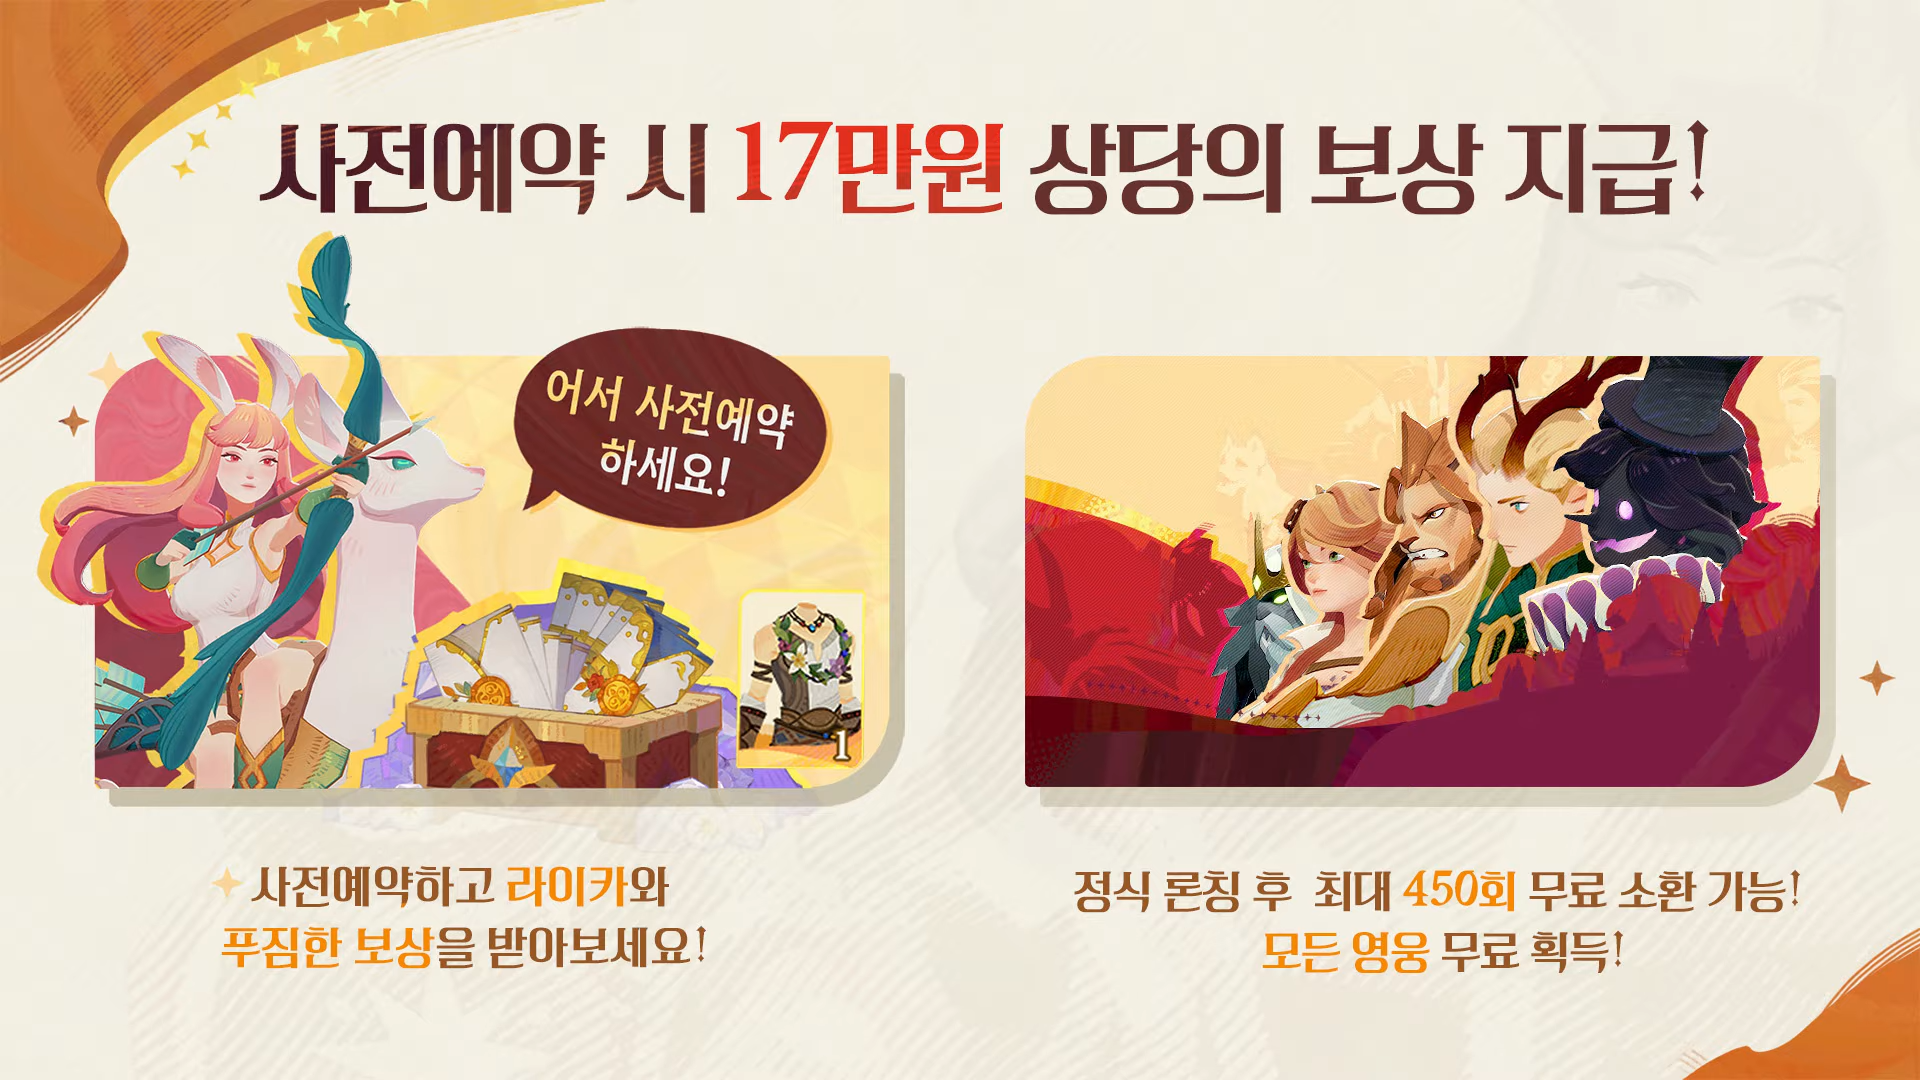 사전예약 시 17만원 상당의 보상 지급!
어서 사전예약
하세요!
1
사전예약하고 라이카와
푸짐한 보상을 받아보세요!
정식 론칭 후 최대 450회 무료 소환 가능!
모든 영웅 무료 획득!